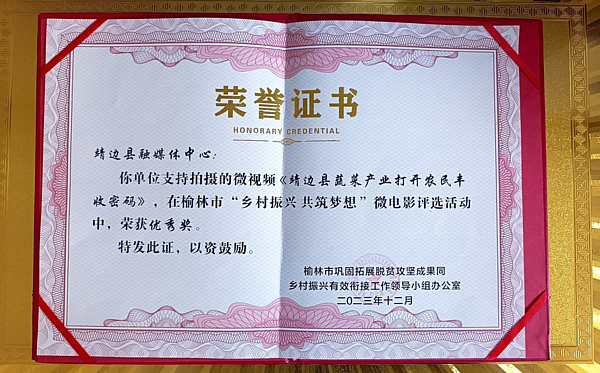 荣誉证书
HONORARY CREDENTIAL
靖边县融媒体中心：
你单位支持拍摄的微视频《靖边县蔬菜产业打开农民丰
收密码》，在榆林市“乡村振兴 共筑梦想”微电影评选活动
中，荣获优秀奖。
特发此证，以资鼓励。
榆林市巩固拓展脱贫攻坚成果同
乡村振兴有效衔接工作领导小组办公室
二〇二三年十二月